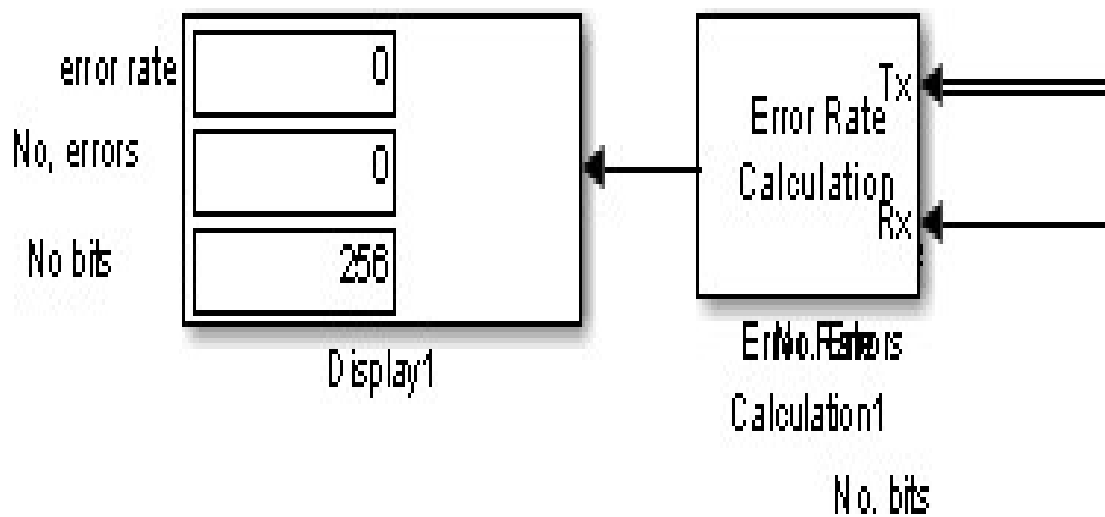 error rate
0
No, errors
0
No bits
256
Display1
Tx
Error Rate
Calculation
Rx
Calculation1
No. bits